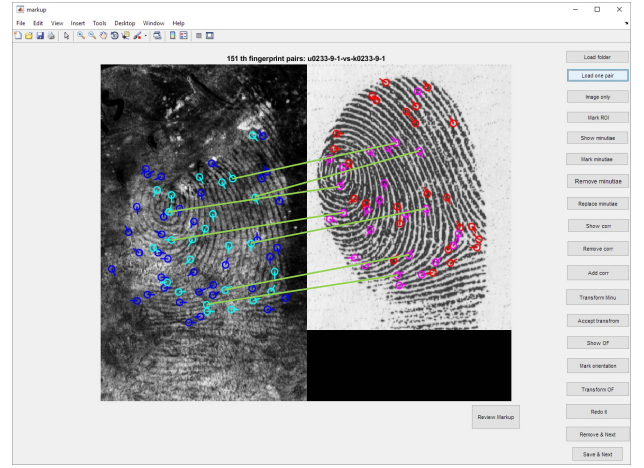 markup
File Edit View Insert Tools Desktop Window Help
151 th fingerprint pairs: u0233-9-1-vs-k0233-9-1
Load folder
Load one pair
Image only
Mark ROI
Show minutiae
Mark minutiae
Remove minutiae
Replace minutiae
Show corr
Remove corr
Add corr
Transform Minu
Accept transfrom
Show OF
Mark orientation
Transform OF
Redo it
Review Markup
Remove & Next
Save & Next